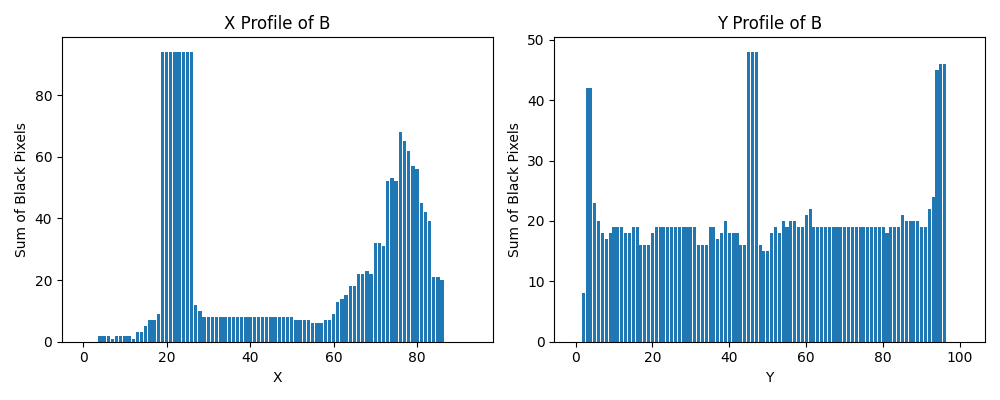 X Profile of B
Sum of Black Pixels
80
60
40
20
0
0 20 40 60 80
X
Y Profile of B
Sum of Black Pixels
50
40
30
20
10
0
0 20 40 60 80 100
Y